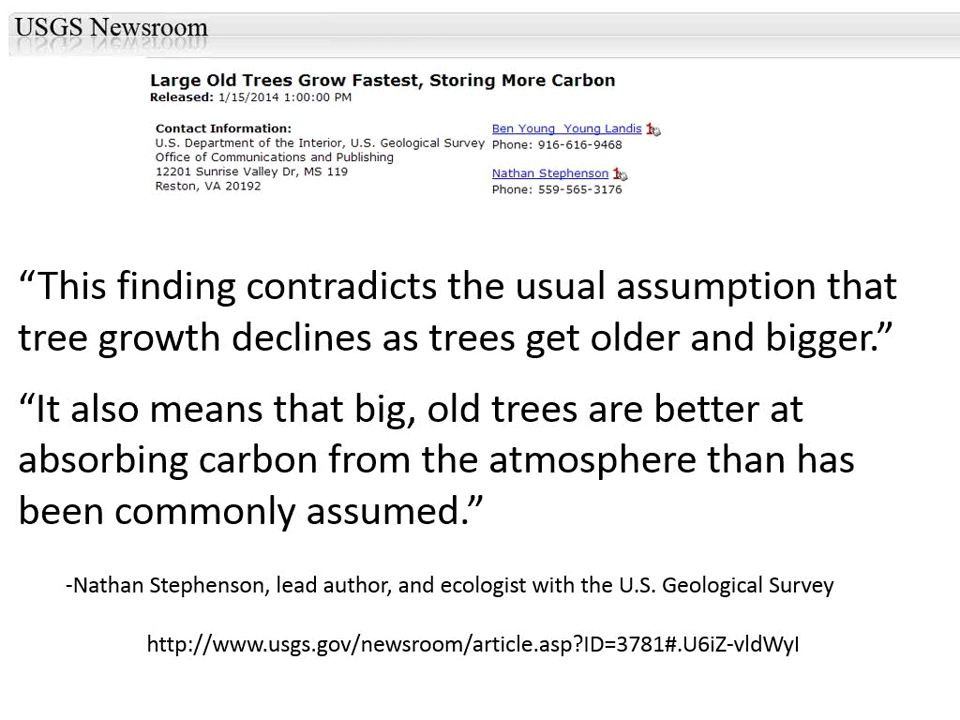 USGS Newsroom
Large Old Trees Grow Fastest, Storing More Carbon
Released: 1/15/2014 1:00:00 PM
Contact Information:
U.S. Department of the Interior, U.S. Geological Survey
Office of Communications and Publishing
12201 Sunrise Valley Dr, MS 119
Reston, VA 20192
Ben Young Young Landis 1
Phone: 916-616-9468
Nathan Stephenson 1
Phone: 559-565-3176
“This finding contradicts the usual assumption that
tree growth declines as trees get older and bigger.”
“It also means that big, old trees are better at
absorbing carbon from the atmosphere than has
been commonly assumed.”
-Nathan Stephenson, lead author, and ecologist with the U.S. Geological Survey
http://www.usgs.gov/newsroom/article.asp?ID=3781#.U6iZ-vldWyI